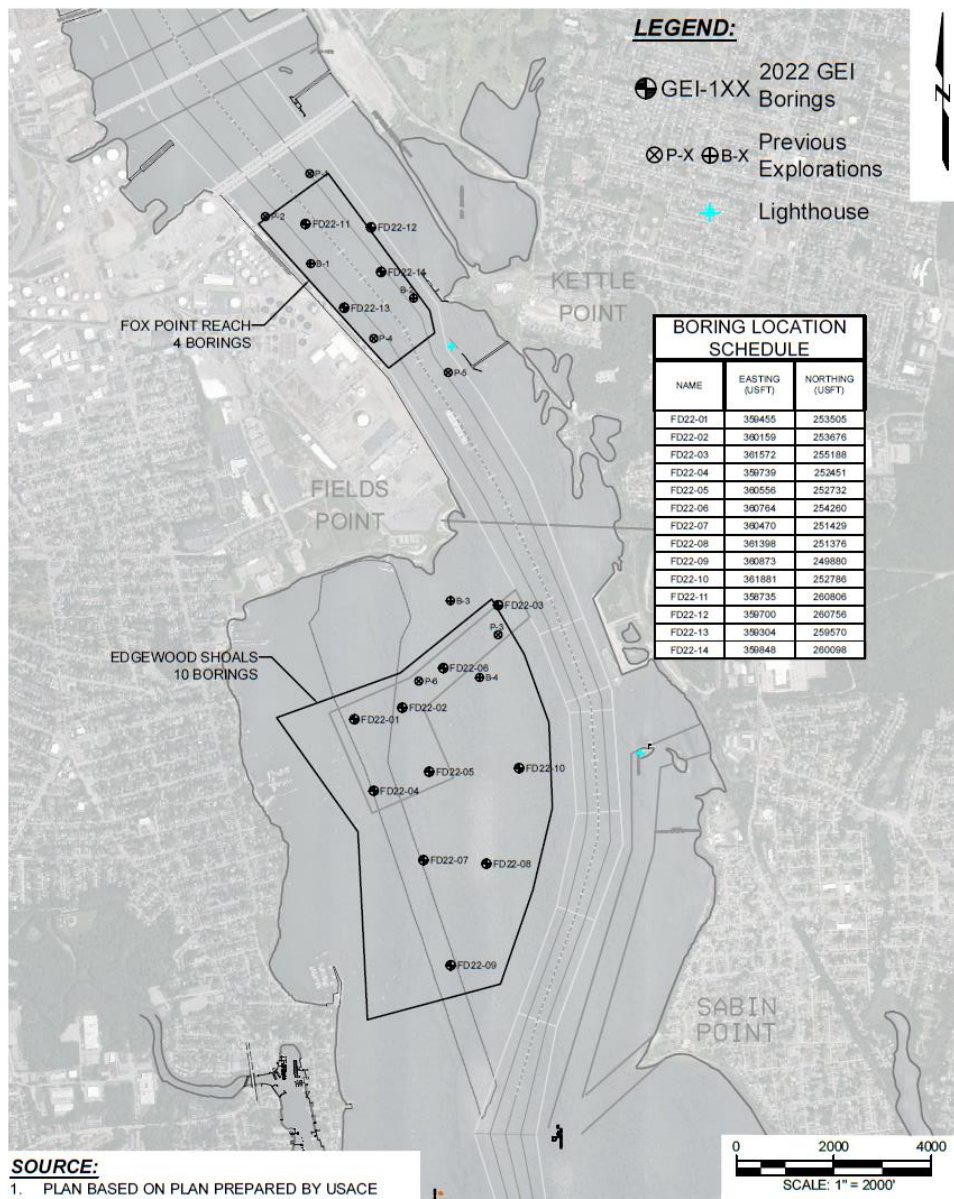 LEGEND:
GEI-1XX 2022 GEI Borings
P-X B-X Previous Explorations
Lighthouse
N
P-1
P-2
FD22-11
FD22-12
B-1
FD22-14
B-2
FD22-13
P-4
P-5
FOX POINT REACH
4 BORINGS
KETTLE
POINT
FIELDS
POINT
BORING LOCATION
SCHEDULE
NAME EASTING (USFT) NORTHING (USFT)
FD22-01 359455 253505
FD22-02 360159 253676
FD22-03 361572 255188
FD22-04 359739 252451
FD22-05 360556 252732
FD22-06 360764 254260
FD22-07 360470 251429
FD22-08 361398 251376
FD22-09 360873 249880
FD22-10 361881 252786
FD22-11 358735 260806
FD22-12 359700 260756
FD22-13 359304 259570
FD22-14 359848 260098
B-3
FD22-03
P-3
EDGEWOOD SHOALS
10 BORINGS
FD22-06
P-6
B-4
FD22-02
FD22-01
FD22-05
FD22-10
FD22-04
FD22-07
FD22-08
FD22-09
SABIN
POINT
SOURCE:
1. PLAN BASED ON PLAN PREPARED BY USACE
0 2000 4000
SCALE: 1" = 2000'